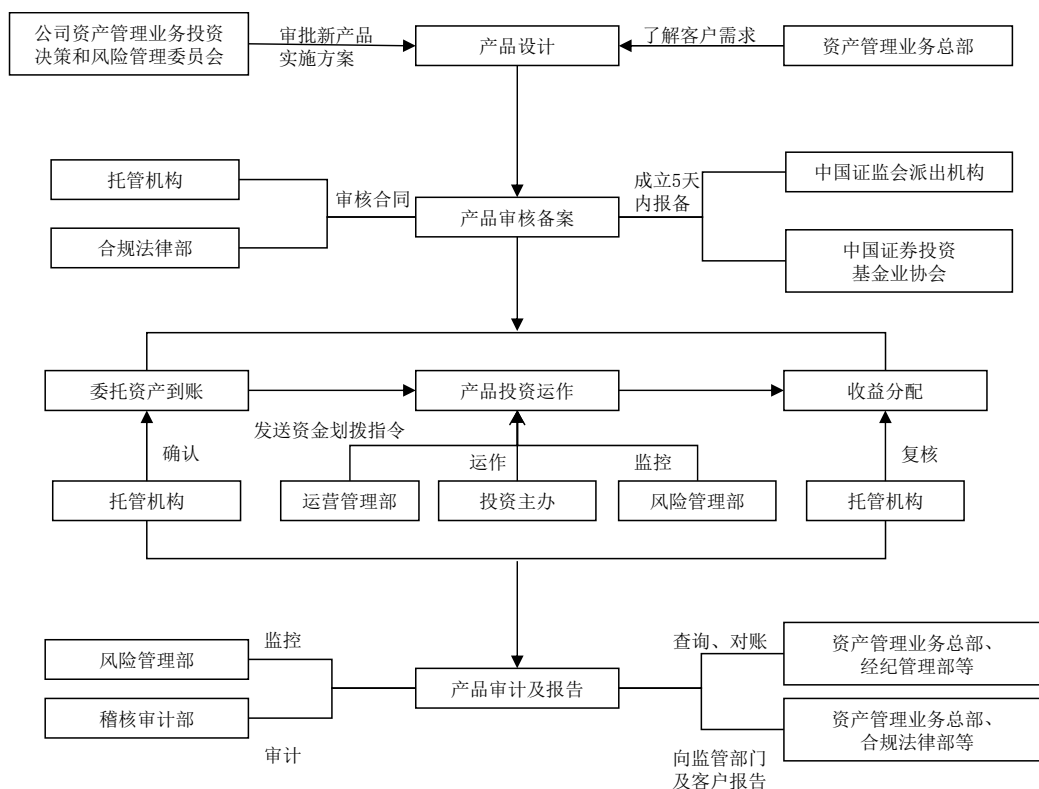 公司资产管理业务投资
决策和风险管理委员会
审批新产品
实施方案
产品设计
了解客户需求
资产管理业务总部
托管机构
合规法律部
审核合同
产品审核备案
成立5天
内报备
中国证监会派出机构
中国证券投资
基金业协会
委托资产到账
产品投资运作
收益分配
发送资金划拨指令
确认
运作
监控
复核
托管机构
运营管理部
投资主办
风险管理部
托管机构
风险管理部
监控
稽核审计部
审计
产品审计及报告
查询、对账
资产管理业务总部、
经纪管理部等
向监管部门
及客户报告
资产管理业务总部、
合规法律部等